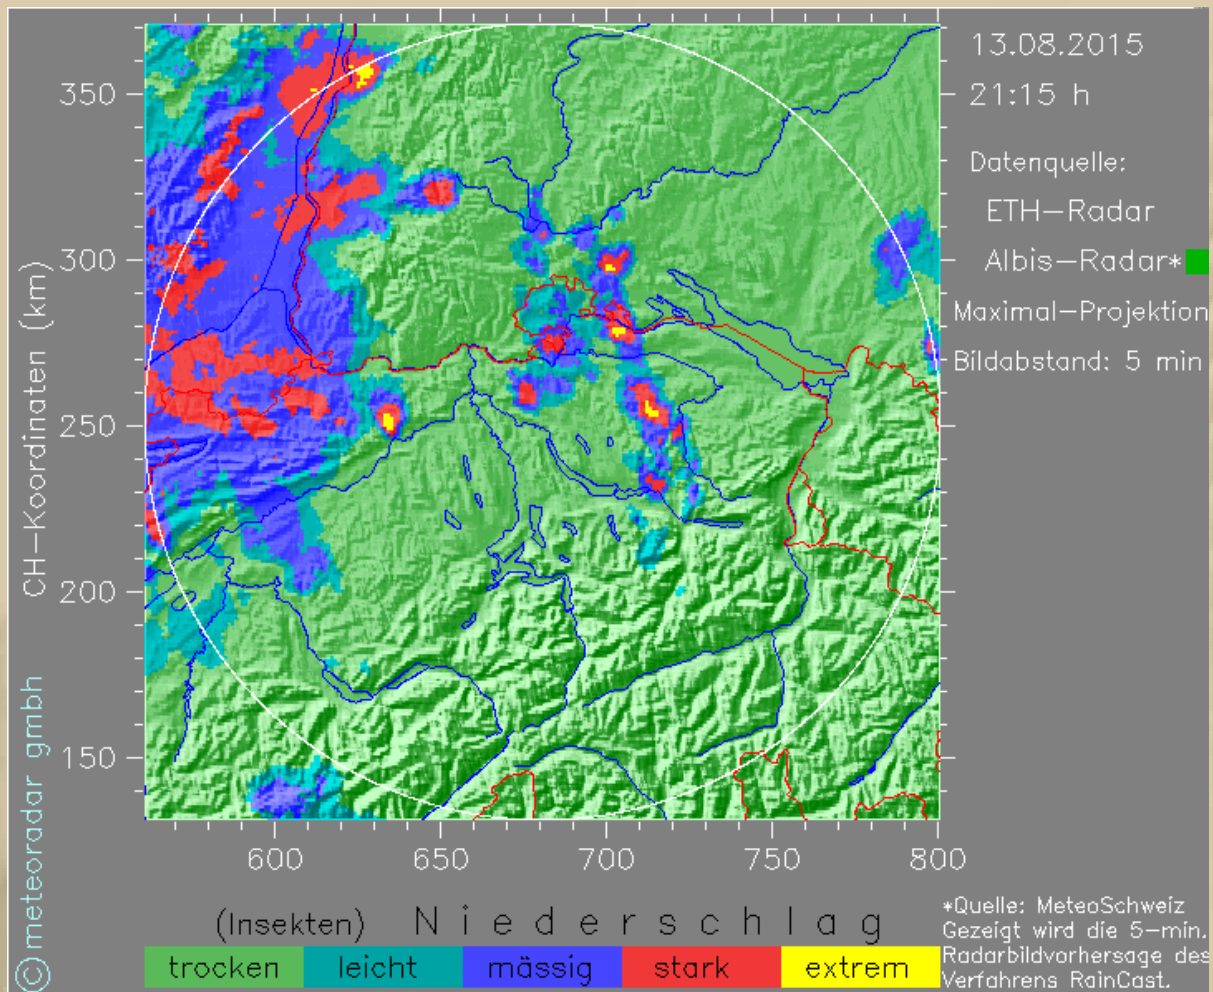 13.08.2015
21:15 h
Datenquelle:
ETH-Radar
Albis-Radar*
Maximal-Projektion
Bildabstand: 5 min
CH-Koordinaten (km)
350
300
250
200
150
600
650
700
750
800
© meteoradar gmbh
(Insekten) Niederschlag
trocken leicht mässig stark extrem
*Quelle: MeteoSchweiz
Gezeigt wird die 5-min.
Radarbildvorhersage des
Verfahrens RainCast.